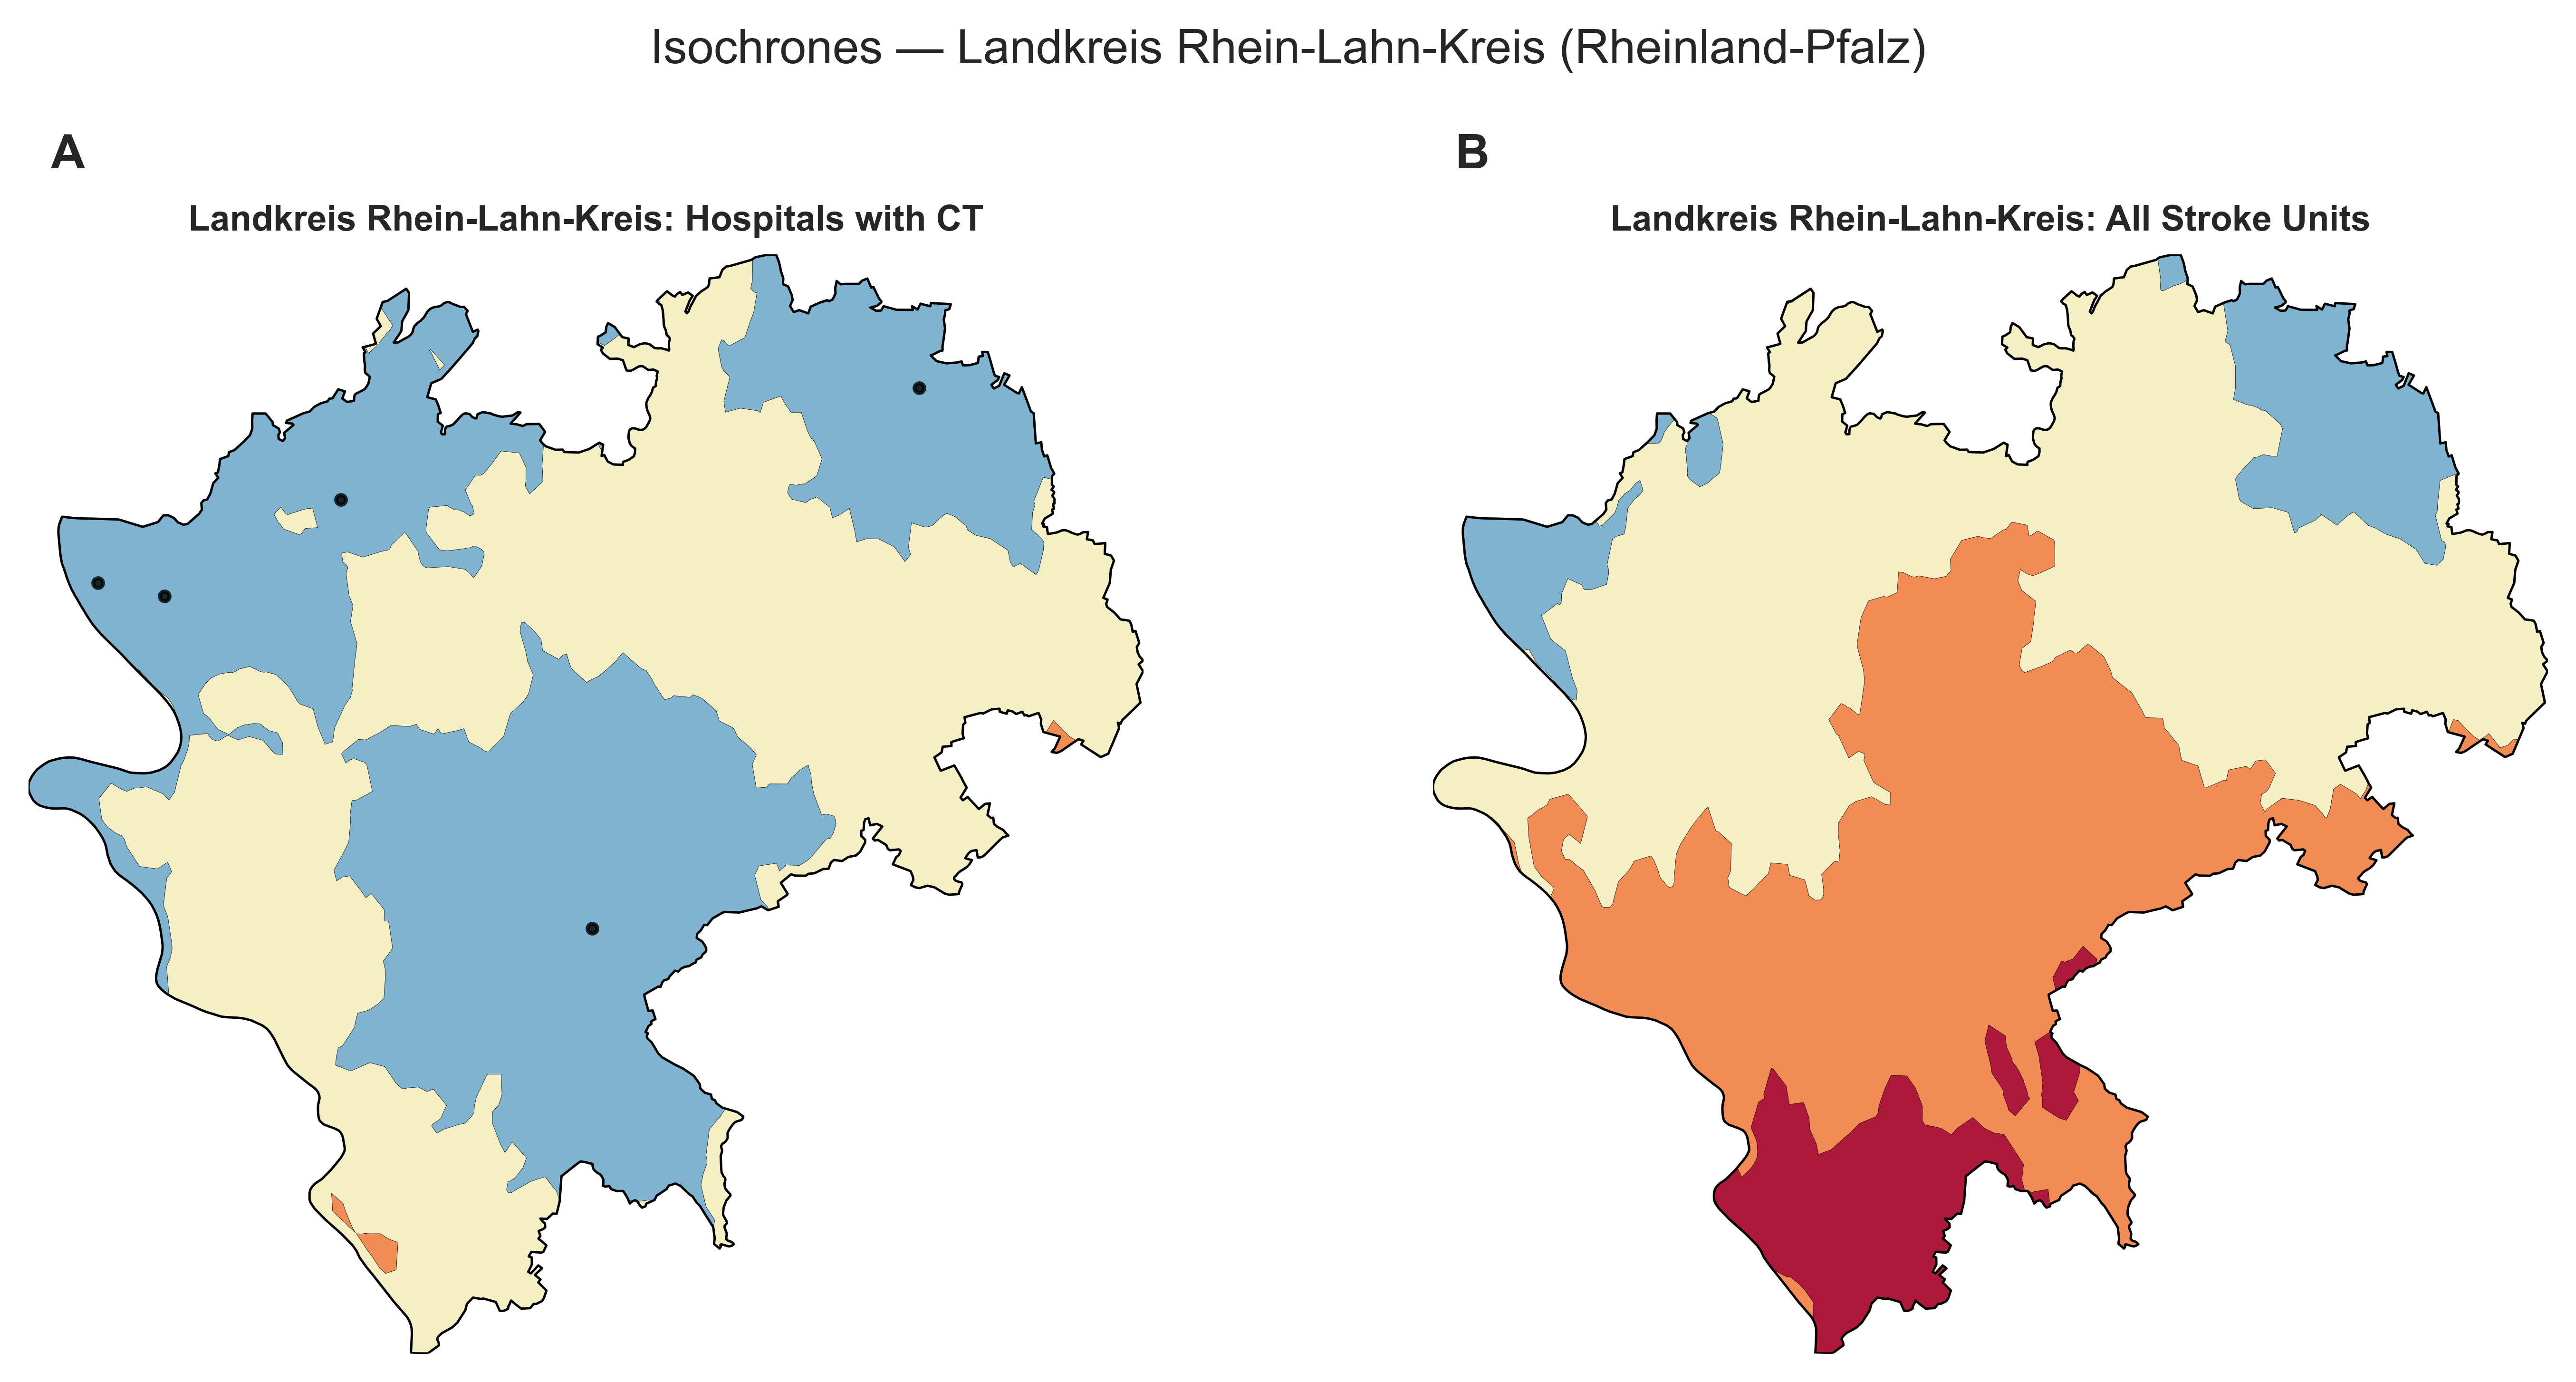 Isochrones — Landkreis Rhein-Lahn-Kreis (Rheinland-Pfalz)
A
B
Landkreis Rhein-Lahn-Kreis: Hospitals with CT
Landkreis Rhein-Lahn-Kreis: All Stroke Units